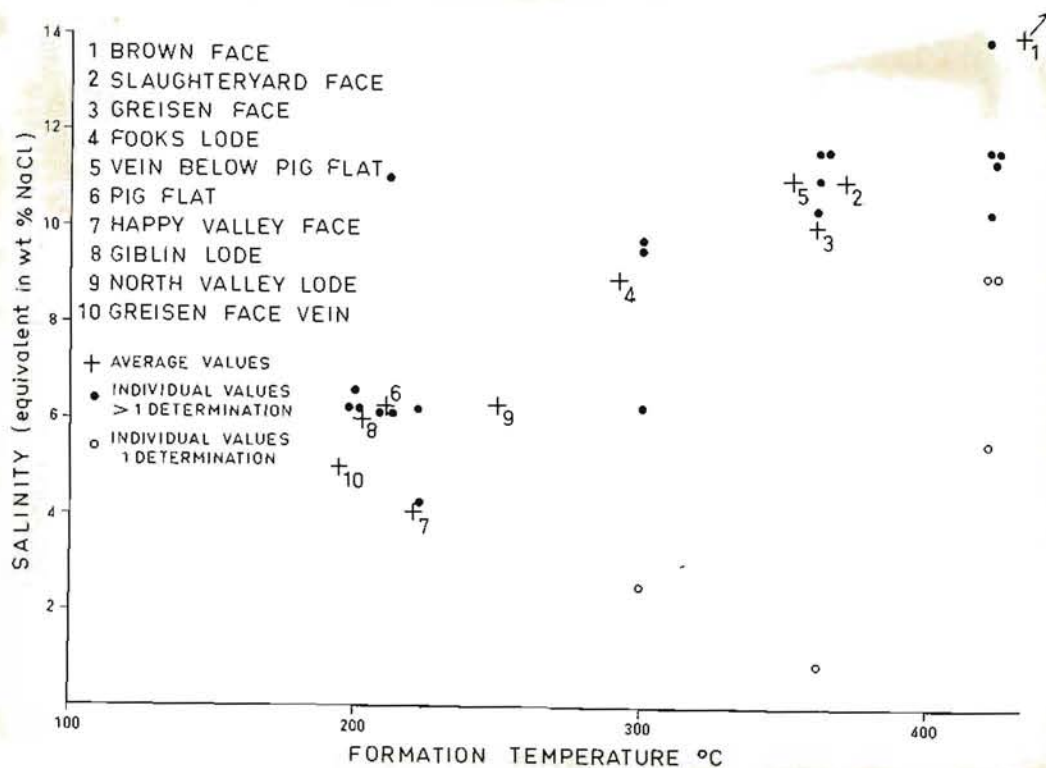 SALINITY (equivalent in wt % NaCl)
14
12
10
8
6
4
2
1 BROWN FACE
2 SLAUGHTERYARD FACE
3 GREISEN FACE
4 FOOKS LODE
5 VEIN BELOW PIG FLAT
6 PIG FLAT
7 HAPPY VALLEY FACE
8 GIBLIN LODE
9 NORTH VALLEY LODE
10 GREISEN FACE VEIN
+ AVERAGE VALUES
• INDIVIDUAL VALUES
> 1 DETERMINATION
○ INDIVIDUAL VALUES
1 DETERMINATION
1
5
2
3
4
6
8
9
10
7
100
200
300
400
FORMATION TEMPERATURE °C